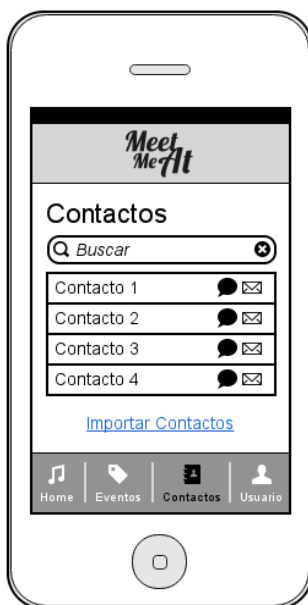 Meet
Me At
Contactos
Buscar
Contacto 1
Contacto 2
Contacto 3
Contacto 4
Importar Contactos
Home Eventos Contactos Usuario